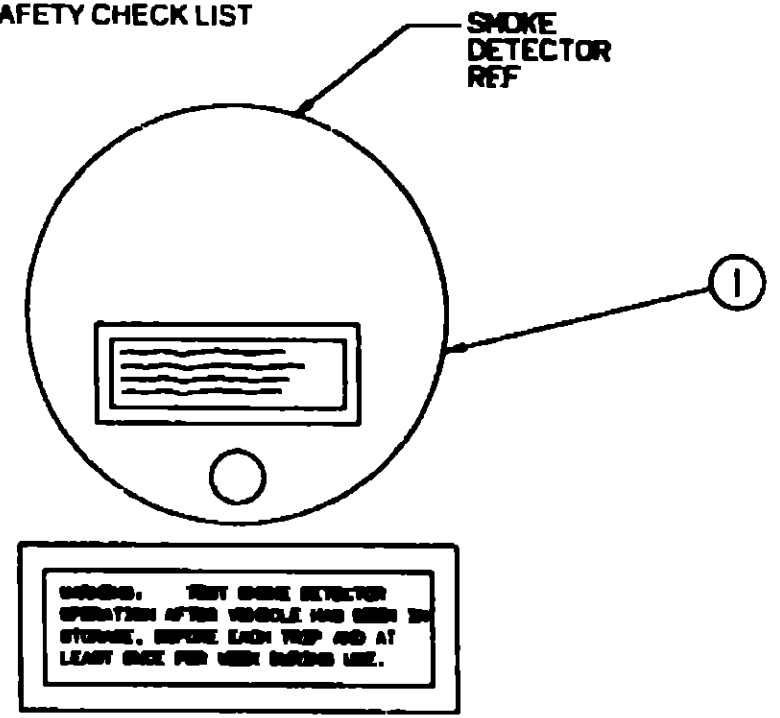 AFETY CHECK LIST
SMOKE
DETECTOR
REF
1
WARNING. TEST SMOKE DETECTOR
OPERATION AFTER VEHICLE HAS BEEN IN
STORAGE, BEFORE EACH TRIP AND AT
LEAST ONCE PER WEEK DURING USE.